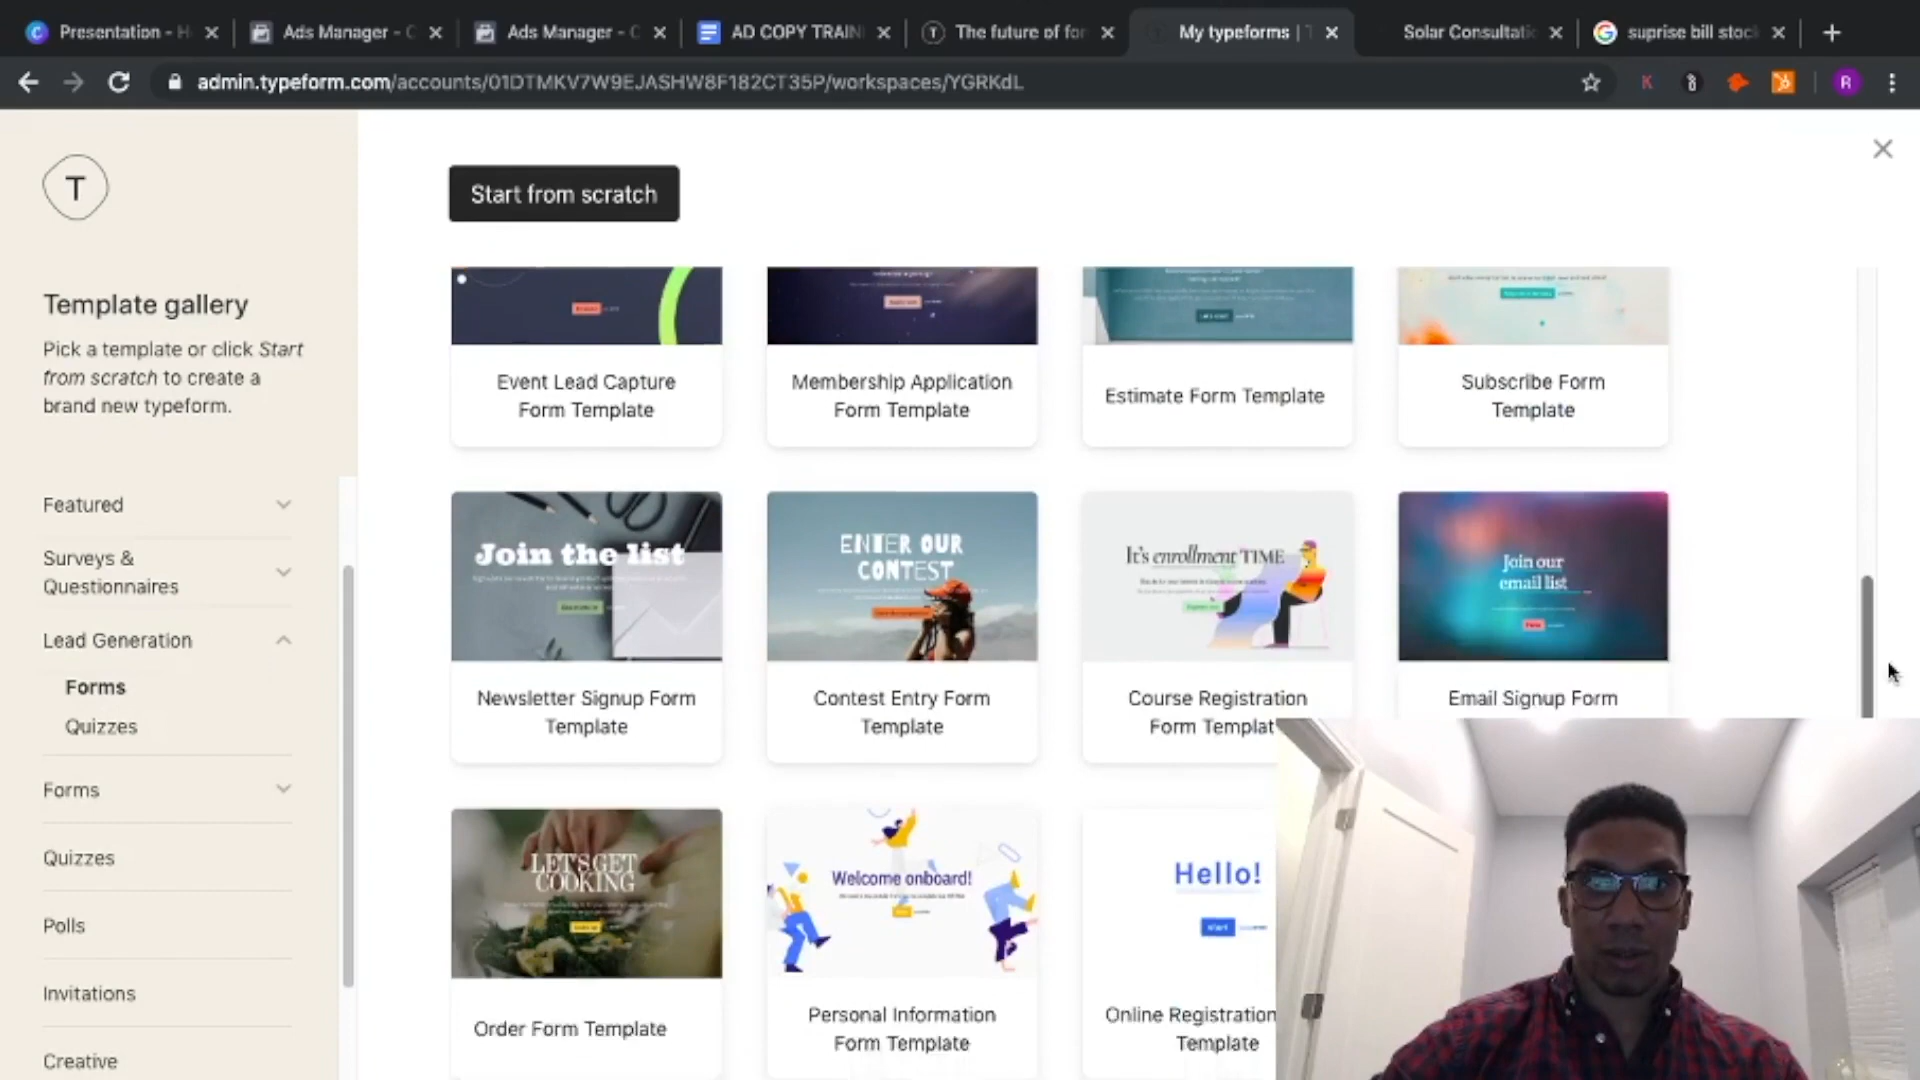 Presentation - H
Ads Manager - C
Ads Manager - C
AD COPY TRAIN
The future of for
My typeforms | T
Solar Consultati
suprise bill stoc
admin.typeform.com/accounts/01DTMKV7W9EJASHW8F182CT35P/workspaces/YGRKdL
K
R
T
Start from scratch
Template gallery
Pick a template or click Start
from scratch to create a
brand new typeform.
Featured
Surveys &
Questionnaires
Lead Generation
Forms
Quizzes
Forms
Quizzes
Polls
Invitations
Creative
Event Lead Capture
Form Template
Membership Application
Form Template
Estimate Form Template
Subscribe Form
Template
Join the list
Newsletter Signup Form
Template
ENTER OUR
CONTEST
Contest Entry Form
Template
It's enrollment TIME
Course Registration
Form Templat
Join our
email list
Email Signup Form
LET'S GET
COOKING
Order Form Template
Welcome onboard!
Personal Information
Form Template
Hello!
Start
Online Registration
Template